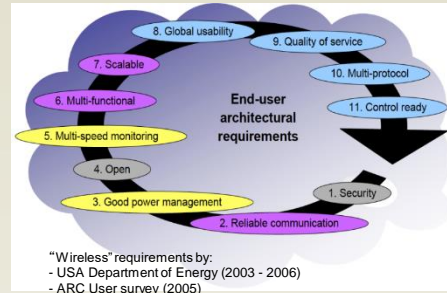 8. Global usability
9. Quality of service
7. Scalable
10. Multi-protocol
6. Multi-functional
11. Control ready
End-user
architectural
requirements
5. Multi-speed monitoring
4. Open
1. Security
3. Good power management
2. Reliable communication
“Wireless” requirements by:
- USA Department of Energy (2003 - 2006)
- ARC User survey (2005)